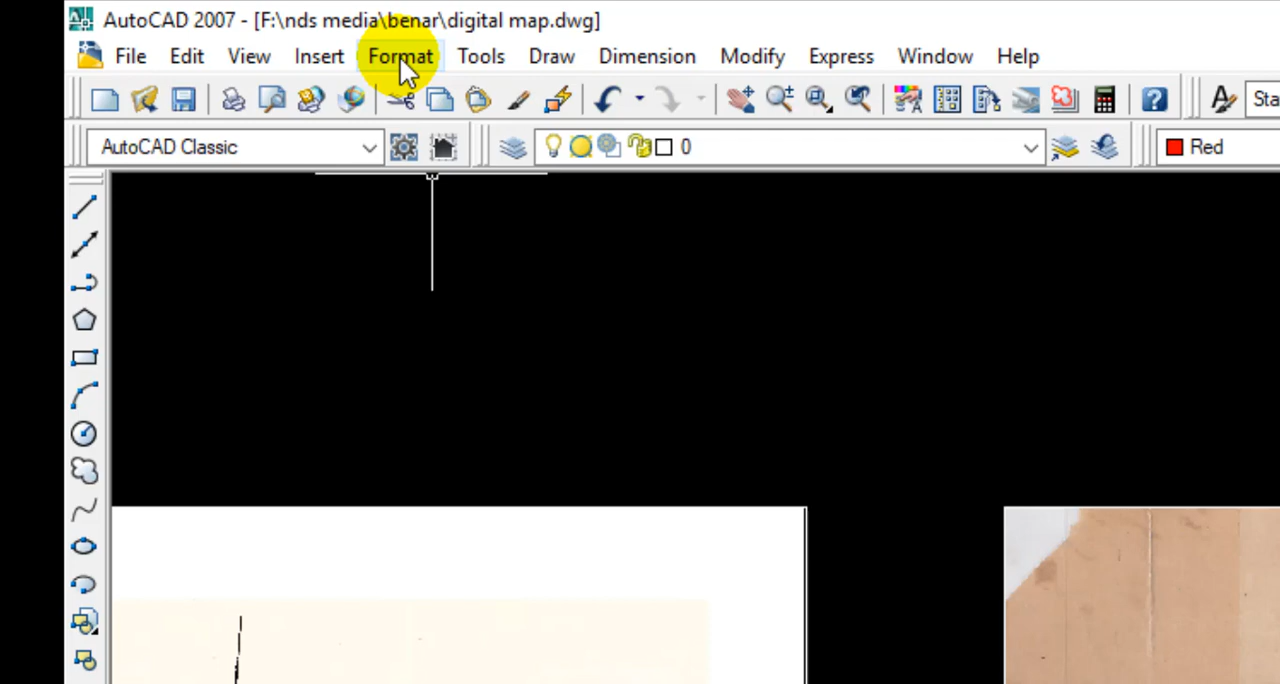 AutoCAD 2007 - [F:\nds media\benar\digital map.dwg]
File Edit View Insert Format Tools Draw Dimension Modify Express Window Help
Sta
AutoCAD Classic 0 Red